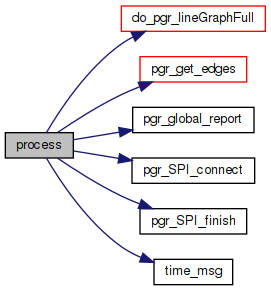 do_pgr_lineGraphFull
pgr_get_edges
pgr_global_report
process
pgr_SPI_connect
pgr_SPI_finish
time_msg